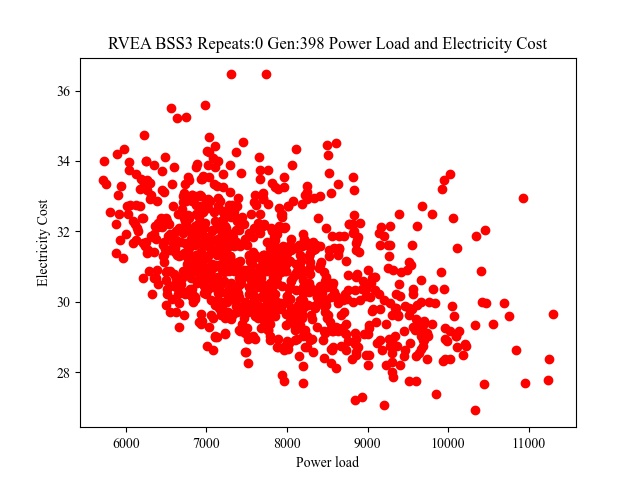 RVEA BSS3 Repeats:0 Gen:398 Power Load and Electricity Cost
36
34
32
30
28
Electricity Cost
6000 7000 8000 9000 10000 11000
Power load